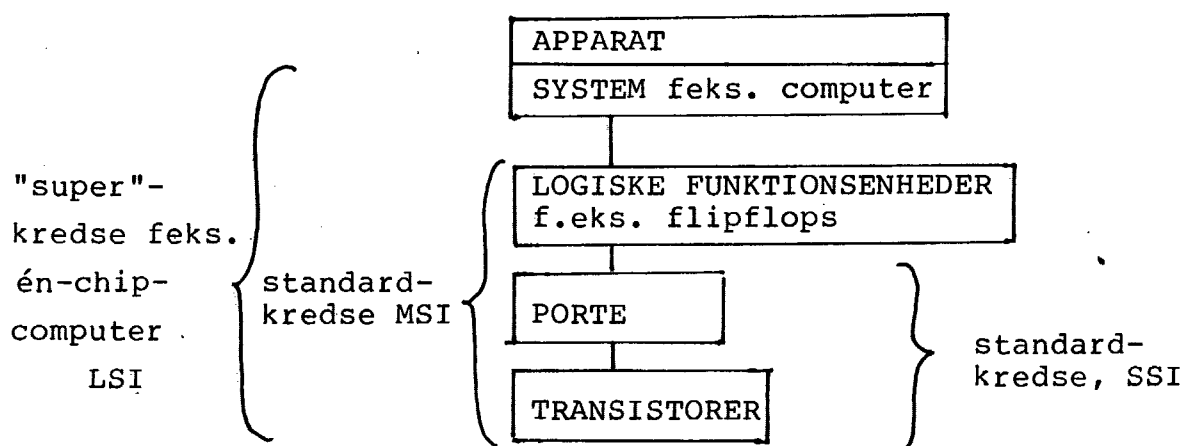 APPARAT
SYSTEM feks. computer
"super"-
kredse feks.
én-chip-
computer
LSI
standard-
kredse MSI
LOGISKE FUNKTIONSENHEDER
f.eks. flipflops
PORTE
TRANSISTORER
standard-
kredse, SSI